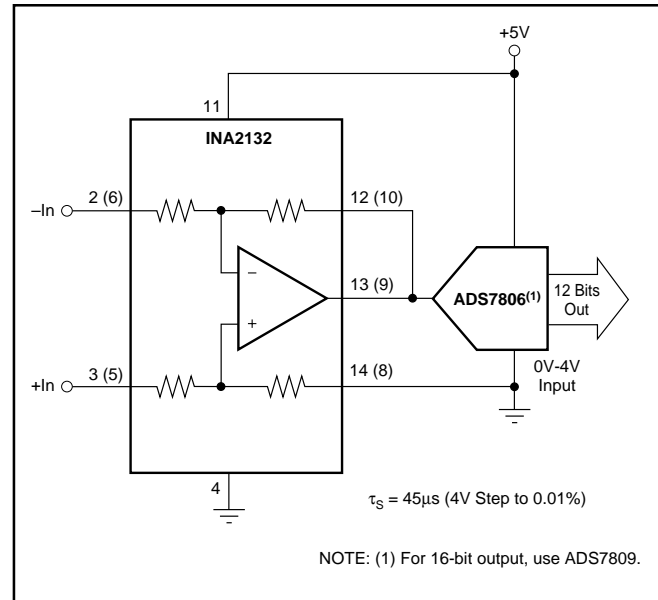 +5V
11
INA2132
2 (6)
12 (10)
–In
−
13 (9)
ADS7806(1)
12 Bits
Out
+
3 (5)
14 (8)
0V-4V
Input
+In
4
τS = 45µs (4V Step to 0.01%)
NOTE: (1) For 16-bit output, use ADS7809.